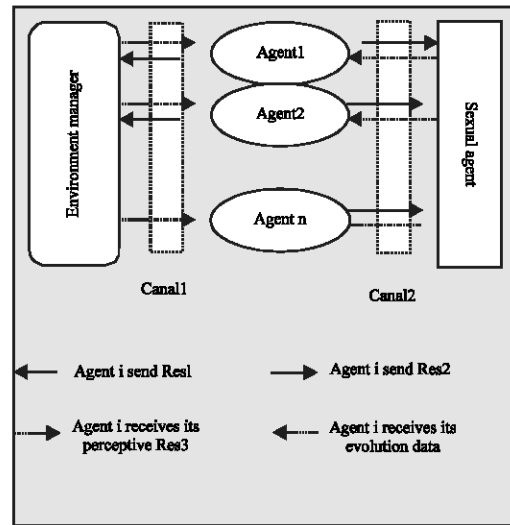 Environment manager
Agent1
Agent2
Agent n
Sexual agent
Canal1
Canal2
Agent i send Res1
Agent i send Res2
Agent i receives its
perceptive Res3
Agent i receives its
evolution data